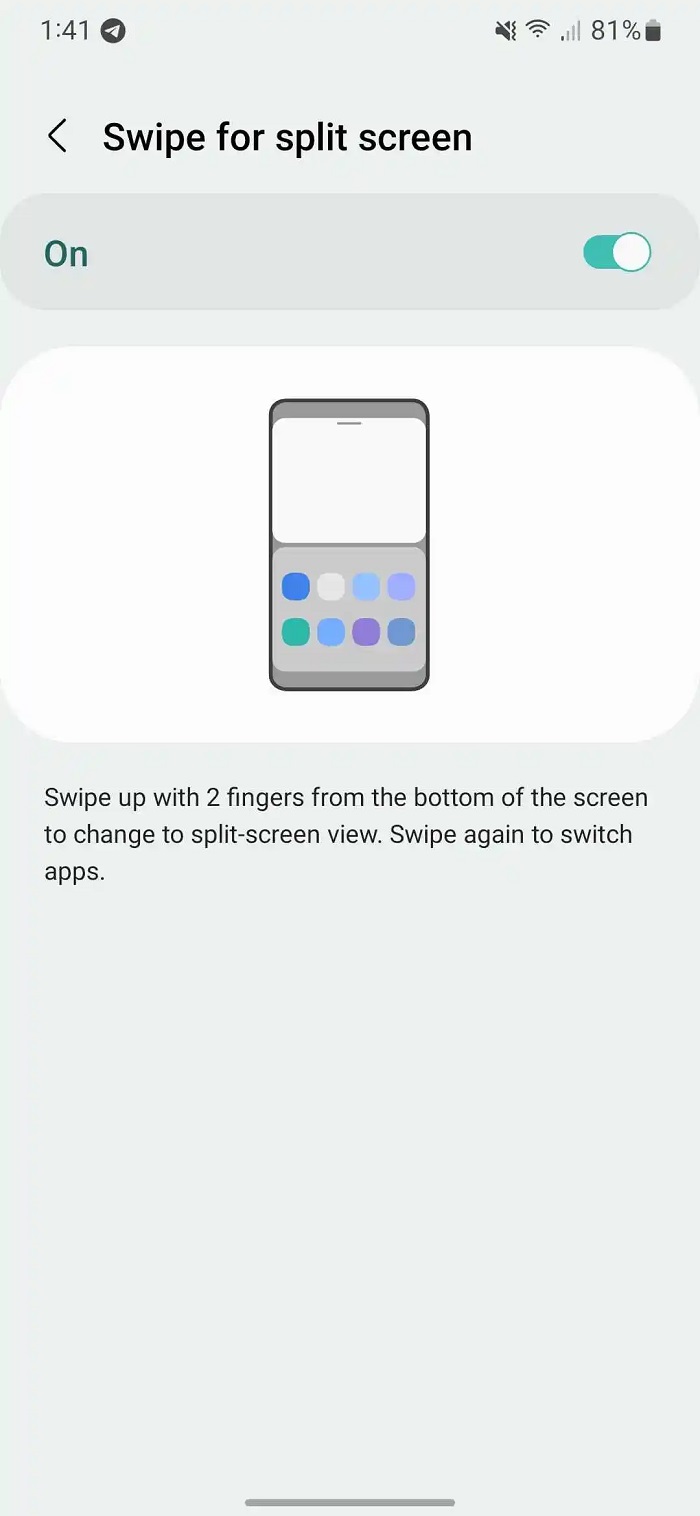 1:41 81%
Swipe for split screen
On
Swipe up with 2 fingers from the bottom of the screen
to change to split-screen view. Swipe again to switch
apps.